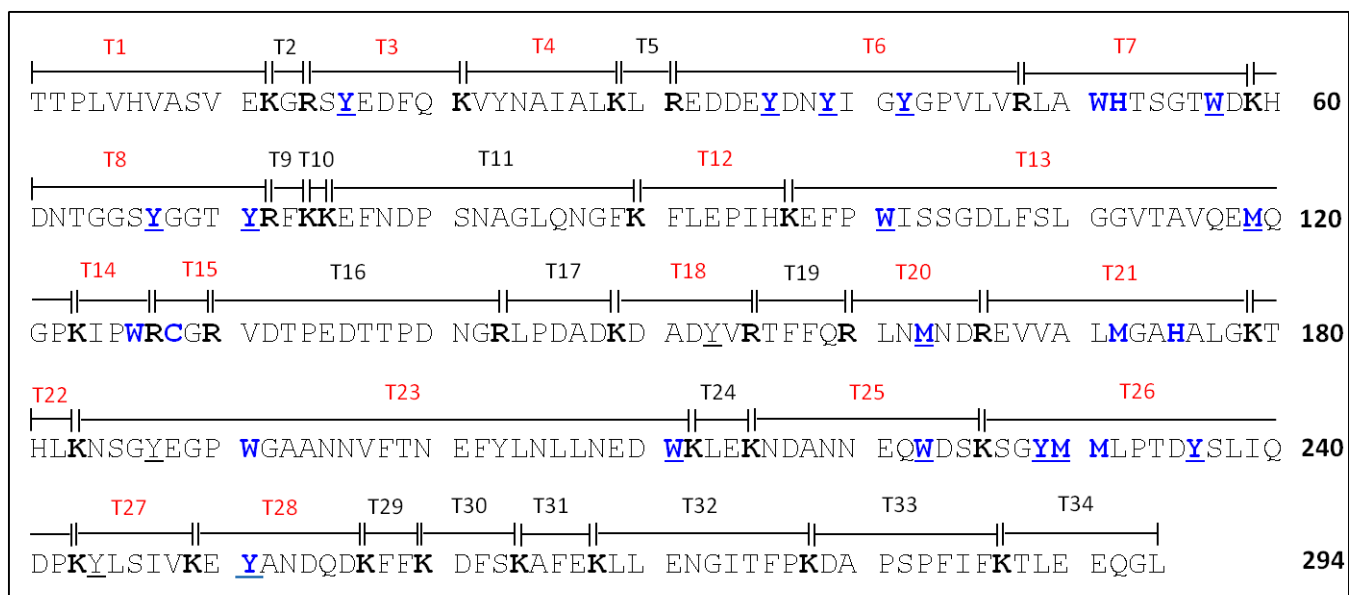 T1 T2 T3 T4 T5 T6 T7
TTPLVHVASV EKGRSYEDFQ KVYNAIALKL REDDEYDNYI GYGPVLVRLA WHTSGTWDKH 60
T8 T9 T10 T11 T12 T13
DNTGGSYGGT YRFKKEFNDP SNAGLQNGFK FLEPIHKEFP WISSGDLFSL GGVTAVQEMQ 120
T14 T15 T16 T17 T18 T19 T20 T21
GPKIPWRCGR VDTPEDTTPD NGRLPDADKD ADYVRTFFQR LNMNDREVVA LMGAHALGKT 180
T22 T23 T24 T25 T26
HLKNSGYEGP WGAANNVFTN EFYLNLLNED WKLEKNDANN EQWDSKSGYM MLPTDYSLIQ 240
T27 T28 T29 T30 T31 T32 T33 T34
DPKYLSIVKE YANDQDKFFK DFSKAFEKLL ENGITFPKDA PSPFIFKTLE EQGL 294